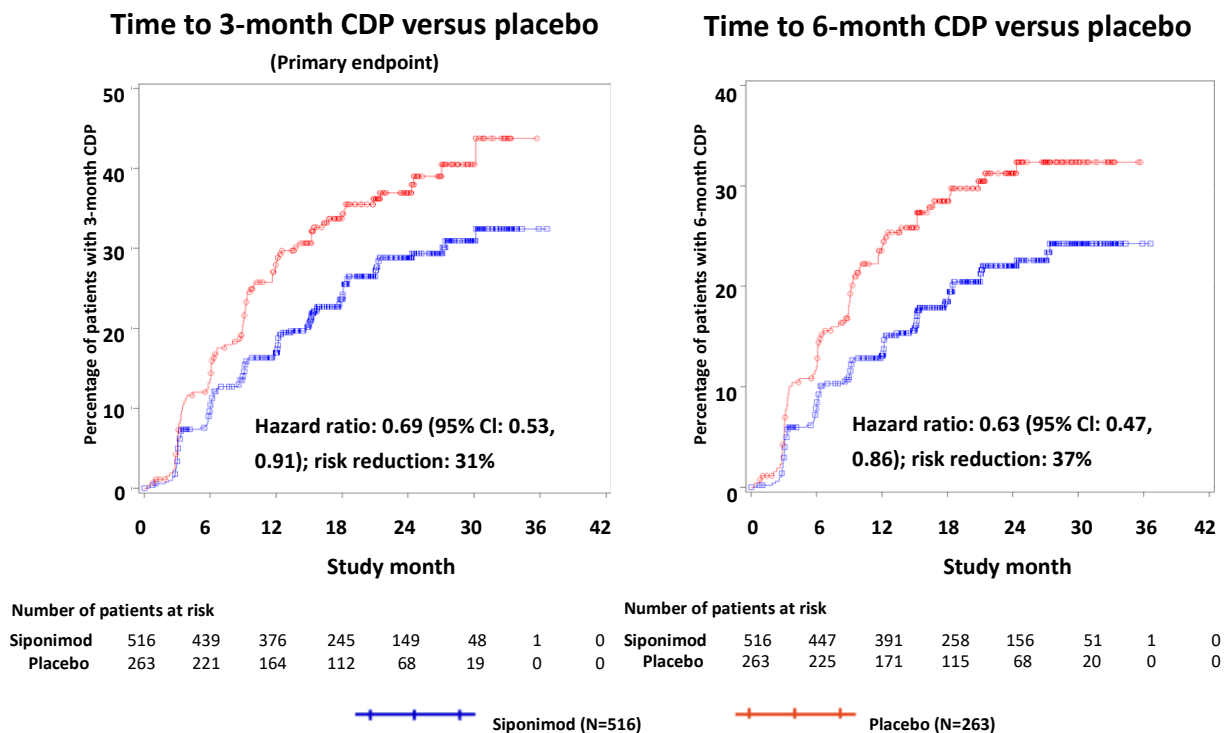 Time to 3-month CDP versus placebo
(Primary endpoint)
Percentage of patients with 3-month CDP
50
40
30
20
10
0
Hazard ratio: 0.69 (95% CI: 0.53,
0.91); risk reduction: 31%
0 6 12 18 24 30 36 42
Study month
Number of patients at risk
Siponimod 516 439 376 245 149 48 1 0
Placebo 263 221 164 112 68 19 0 0
Time to 6-month CDP versus placebo
Percentage of patients with 6-month CDP
40
30
20
10
0
Hazard ratio: 0.63 (95% CI: 0.47,
0.86); risk reduction: 37%
0 6 12 18 24 30 36 42
Study month
Number of patients at risk
Siponimod 516 447 391 258 156 51 1 0
Placebo 263 225 171 115 68 20 0 0
Siponimod (N=516) Placebo (N=263)